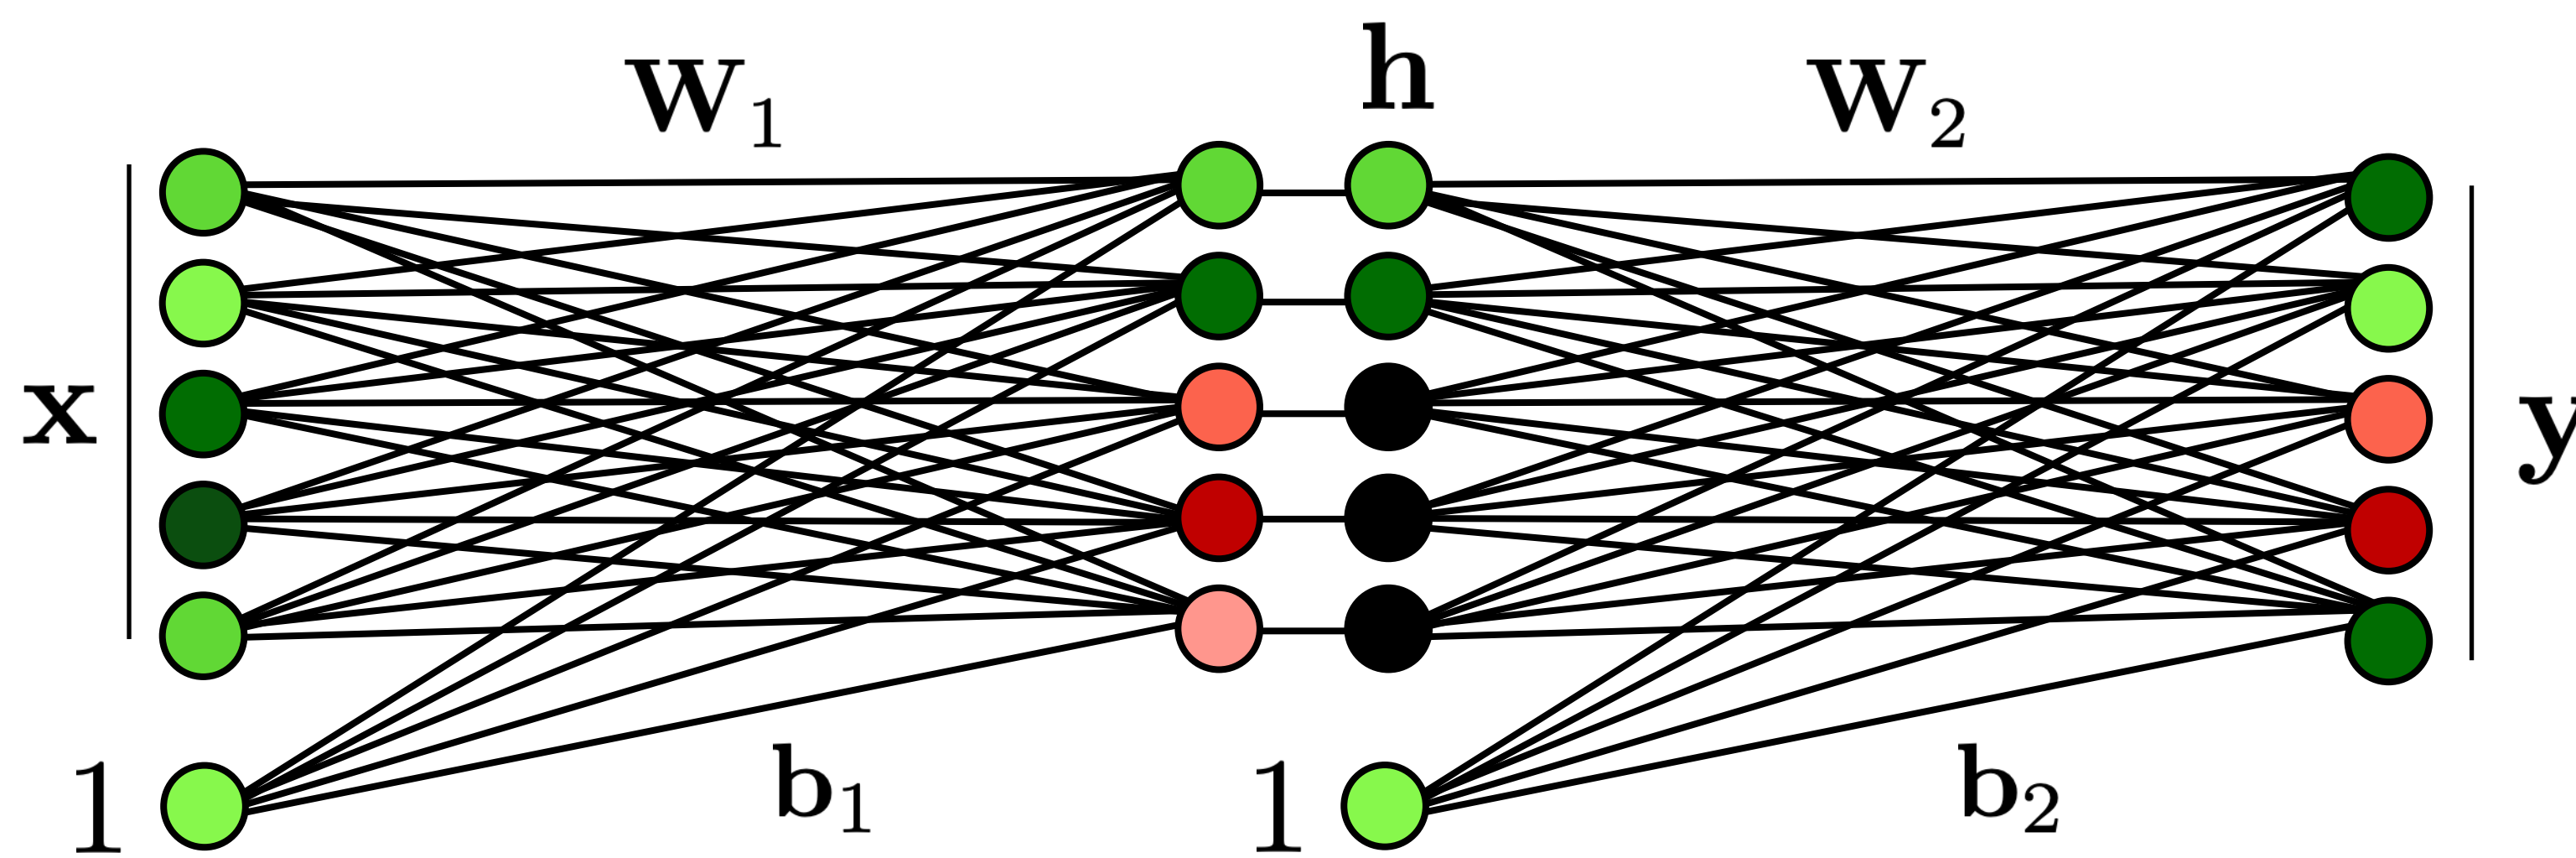 W₁ h W₂
x y
1 b₁ 1 b₂